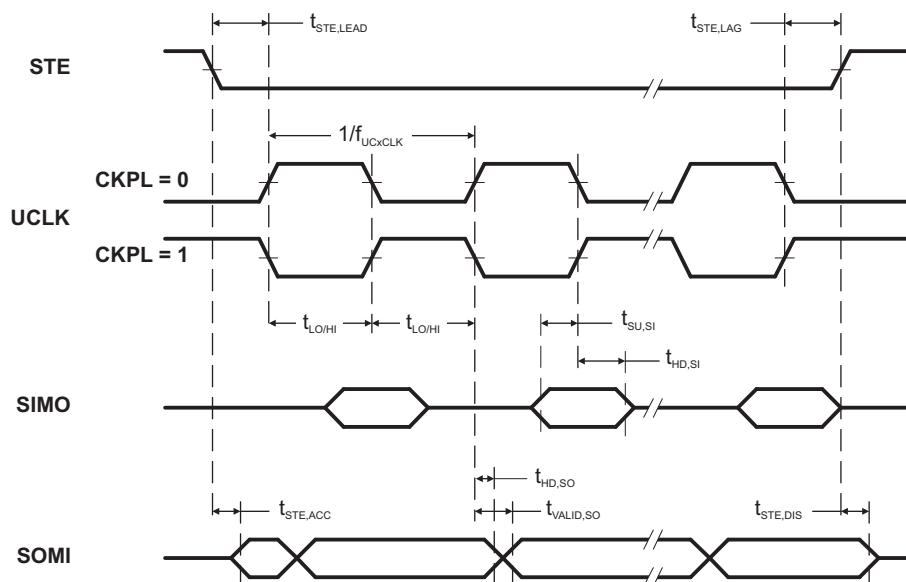 t_STE,LEAD
t_STE,LAG
STE
1/f_UCxCLK
CKPL = 0
UCLK
CKPL = 1
t_LO/HI
t_LO/HI
t_SU,SI
t_HD,SI
SIMO
t_HD,SO
t_STE,ACC
t_VALID,SO
t_STE,DIS
SOMI